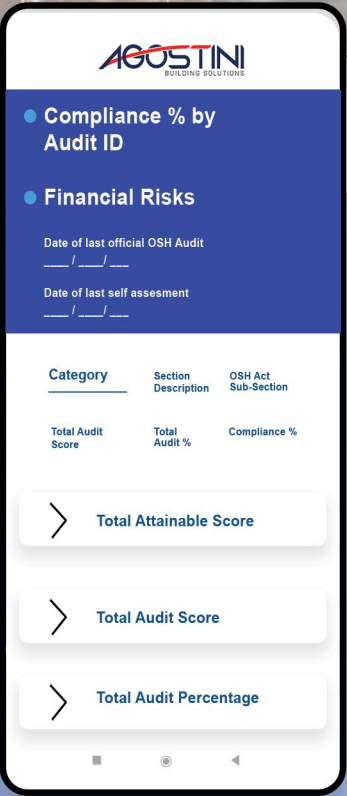 AGOSTINI
BUILDING SOLUTIONS
Compliance % by
Audit ID
Financial Risks
Date of last official OSH Audit
____ / ____/ ___
Date of last self assesment
____ / ____/ ___
Category
Section
Description
OSH Act
Sub-Section
Total Audit
Score
Total
Audit %
Compliance %
Total Attainable Score
Total Audit Score
Total Audit Percentage